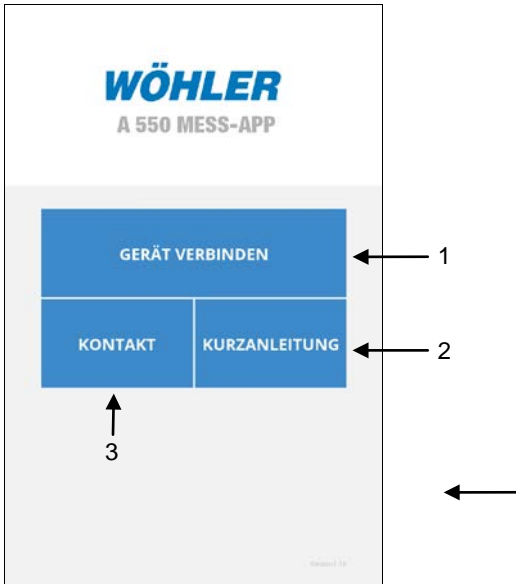 WÖHLER
A 550 MESS-APP
GERÄT VERBINDEN
1
KONTAKT
KURZANLEITUNG
2
3